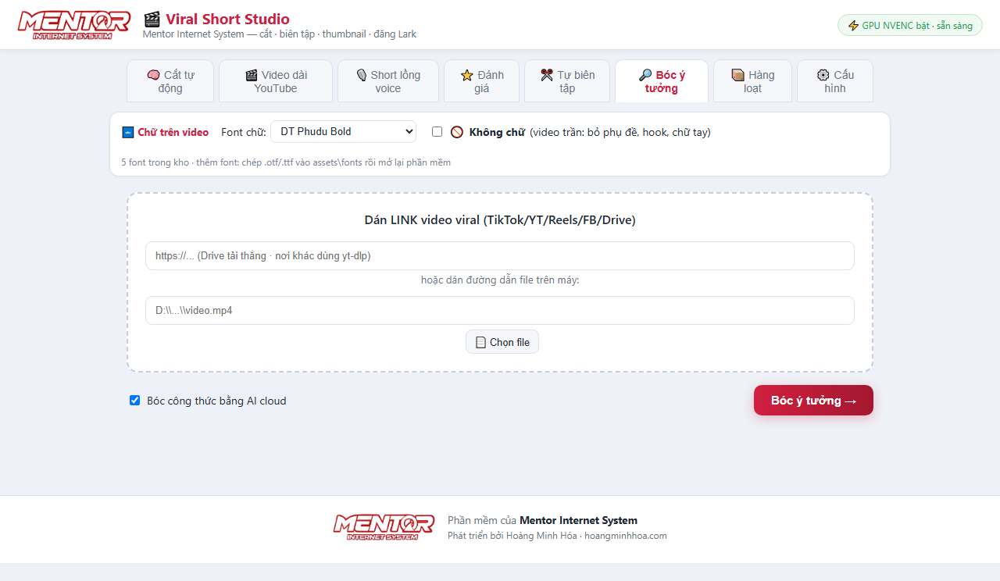 MENTOR
INTERNET SYSTEM
🎬 Viral Short Studio
Mentor Internet System — cắt · biên tập · thumbnail · đăng Lark
⚡ GPU NVENC bật · sẵn sàng
🧠 Cắt tự động
🎬 Video dài YouTube
🎙️ Short lồng voice
⭐ Đánh giá
✂️ Tự biên tập
🔎 Bóc ý tưởng
📦 Hàng loạt
⚙️ Cấu hình
Chữ trên video Font chữ: DT Phudu Bold 🚫 Không chữ (video trần: bỏ phụ đề, hook, chữ tay)
5 font trong kho · thêm font: chép .otf/.ttf vào assets\fonts rồi mở lại phần mềm
Dán LINK video viral (TikTok/YT/Reels/FB/Drive)
https://... (Drive tải thẳng · nơi khác dùng yt-dlp)
hoặc dán đường dẫn file trên máy:
D:\\...\\video.mp4
📄 Chọn file
Bóc công thức bằng AI cloud
Bóc ý tưởng →
MENTOR
INTERNET SYSTEM
Phần mềm của Mentor Internet System
Phát triển bởi Hoàng Minh Hóa · hoangminhhoa.com